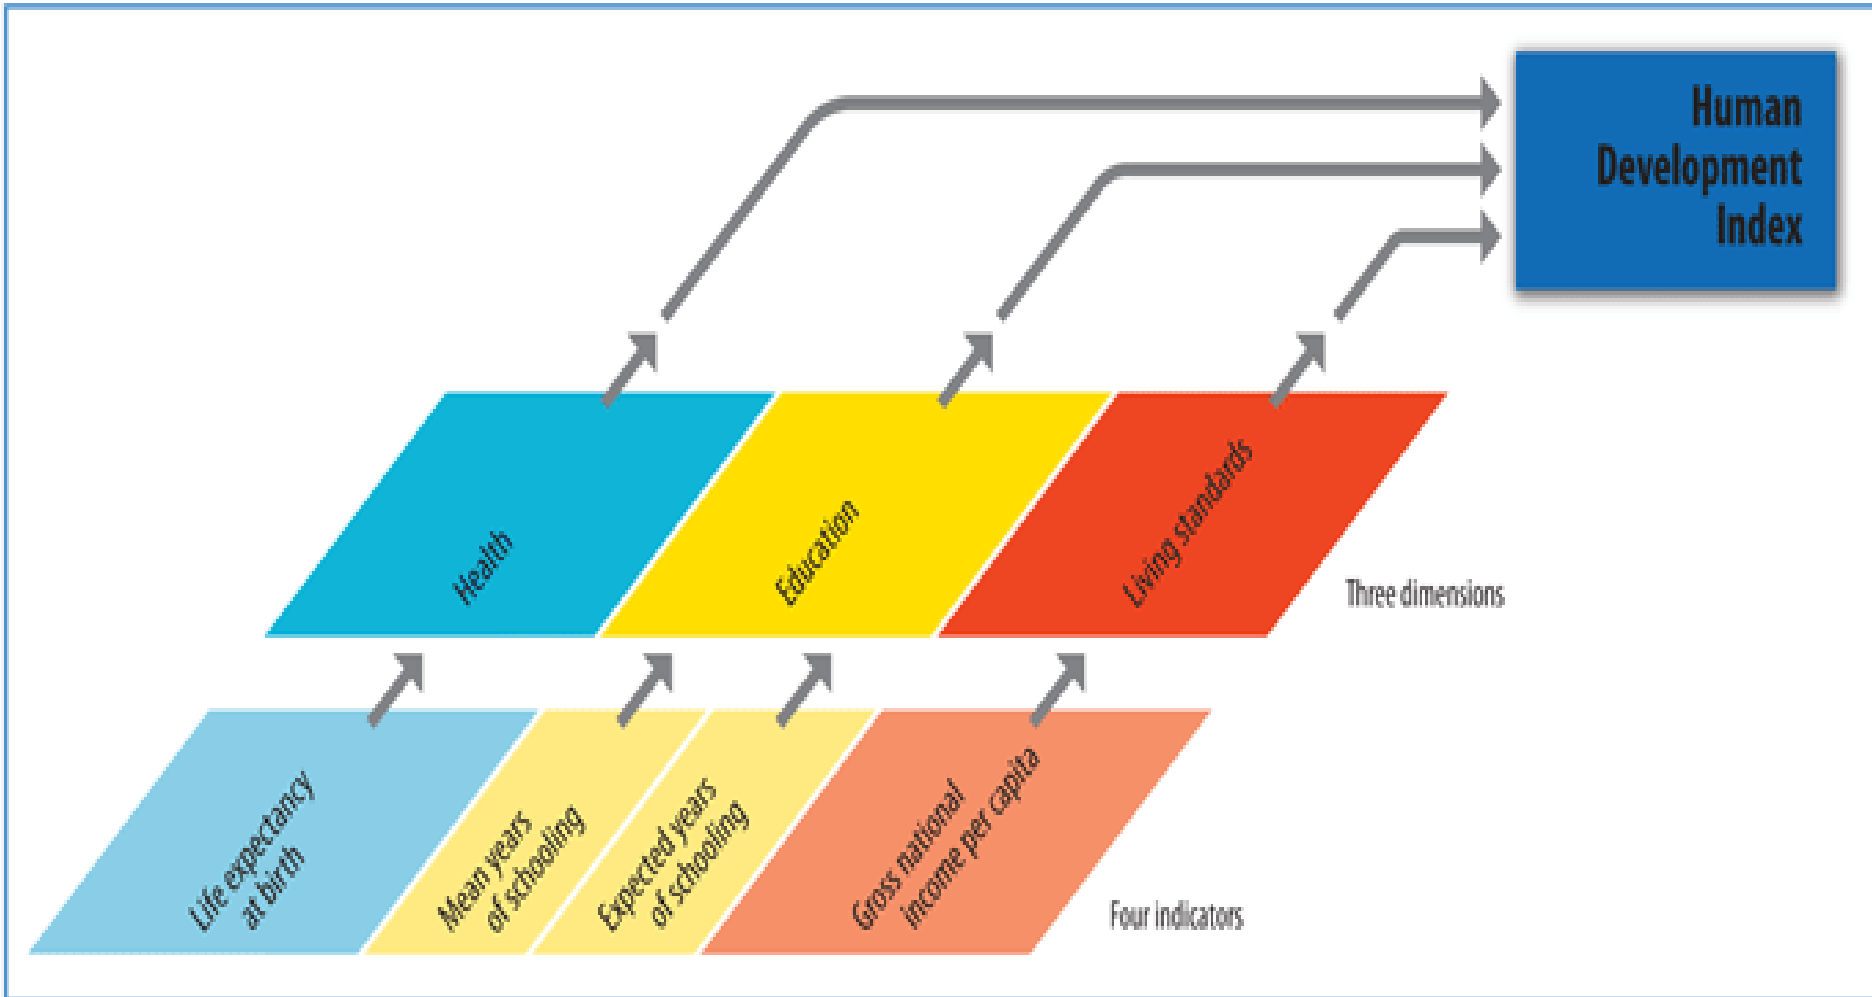 Human
Development
Index
Health
Education
Living standards
Three dimensions
Life expectancy
at birth
Mean years
of schooling
Expected years
of schooling
Gross national
income per capita
Four indicators